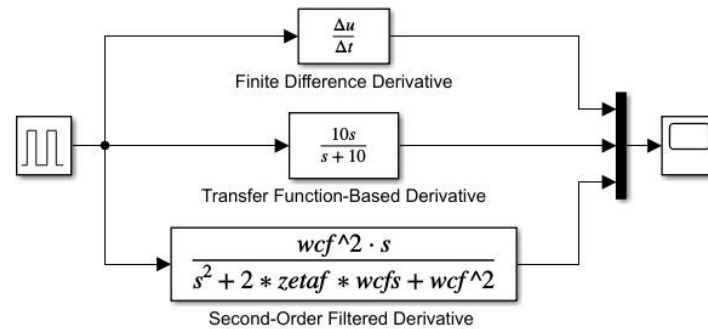 Δu
Δt
Finite Difference Derivative
10s
s + 10
Transfer Function-Based Derivative
wcf^2 · s
s² + 2 * zetaf * wcfs + wcf^2
Second-Order Filtered Derivative